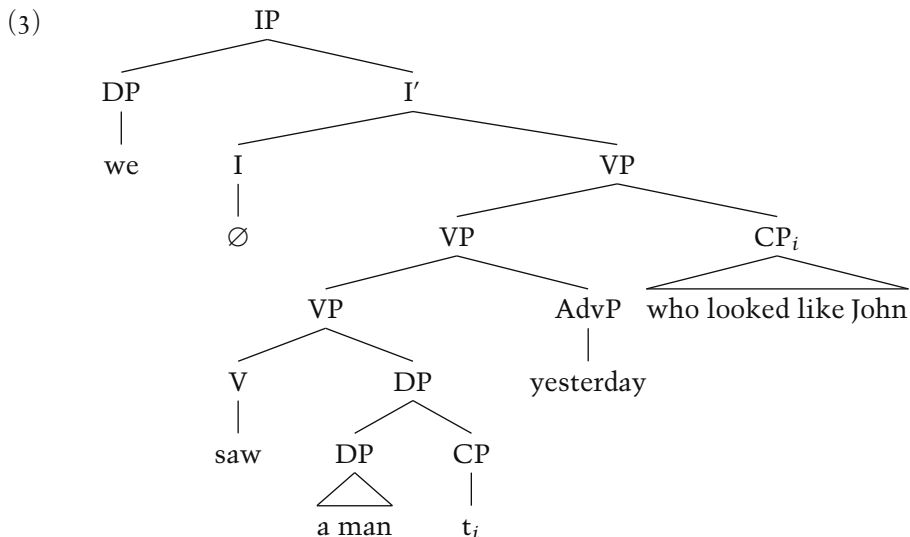 (3) IP
DP I′
we I VP
∅ VP CPᵢ
VP AdvP who looked like John
V DP yesterday
saw DP CP
a man tᵢ